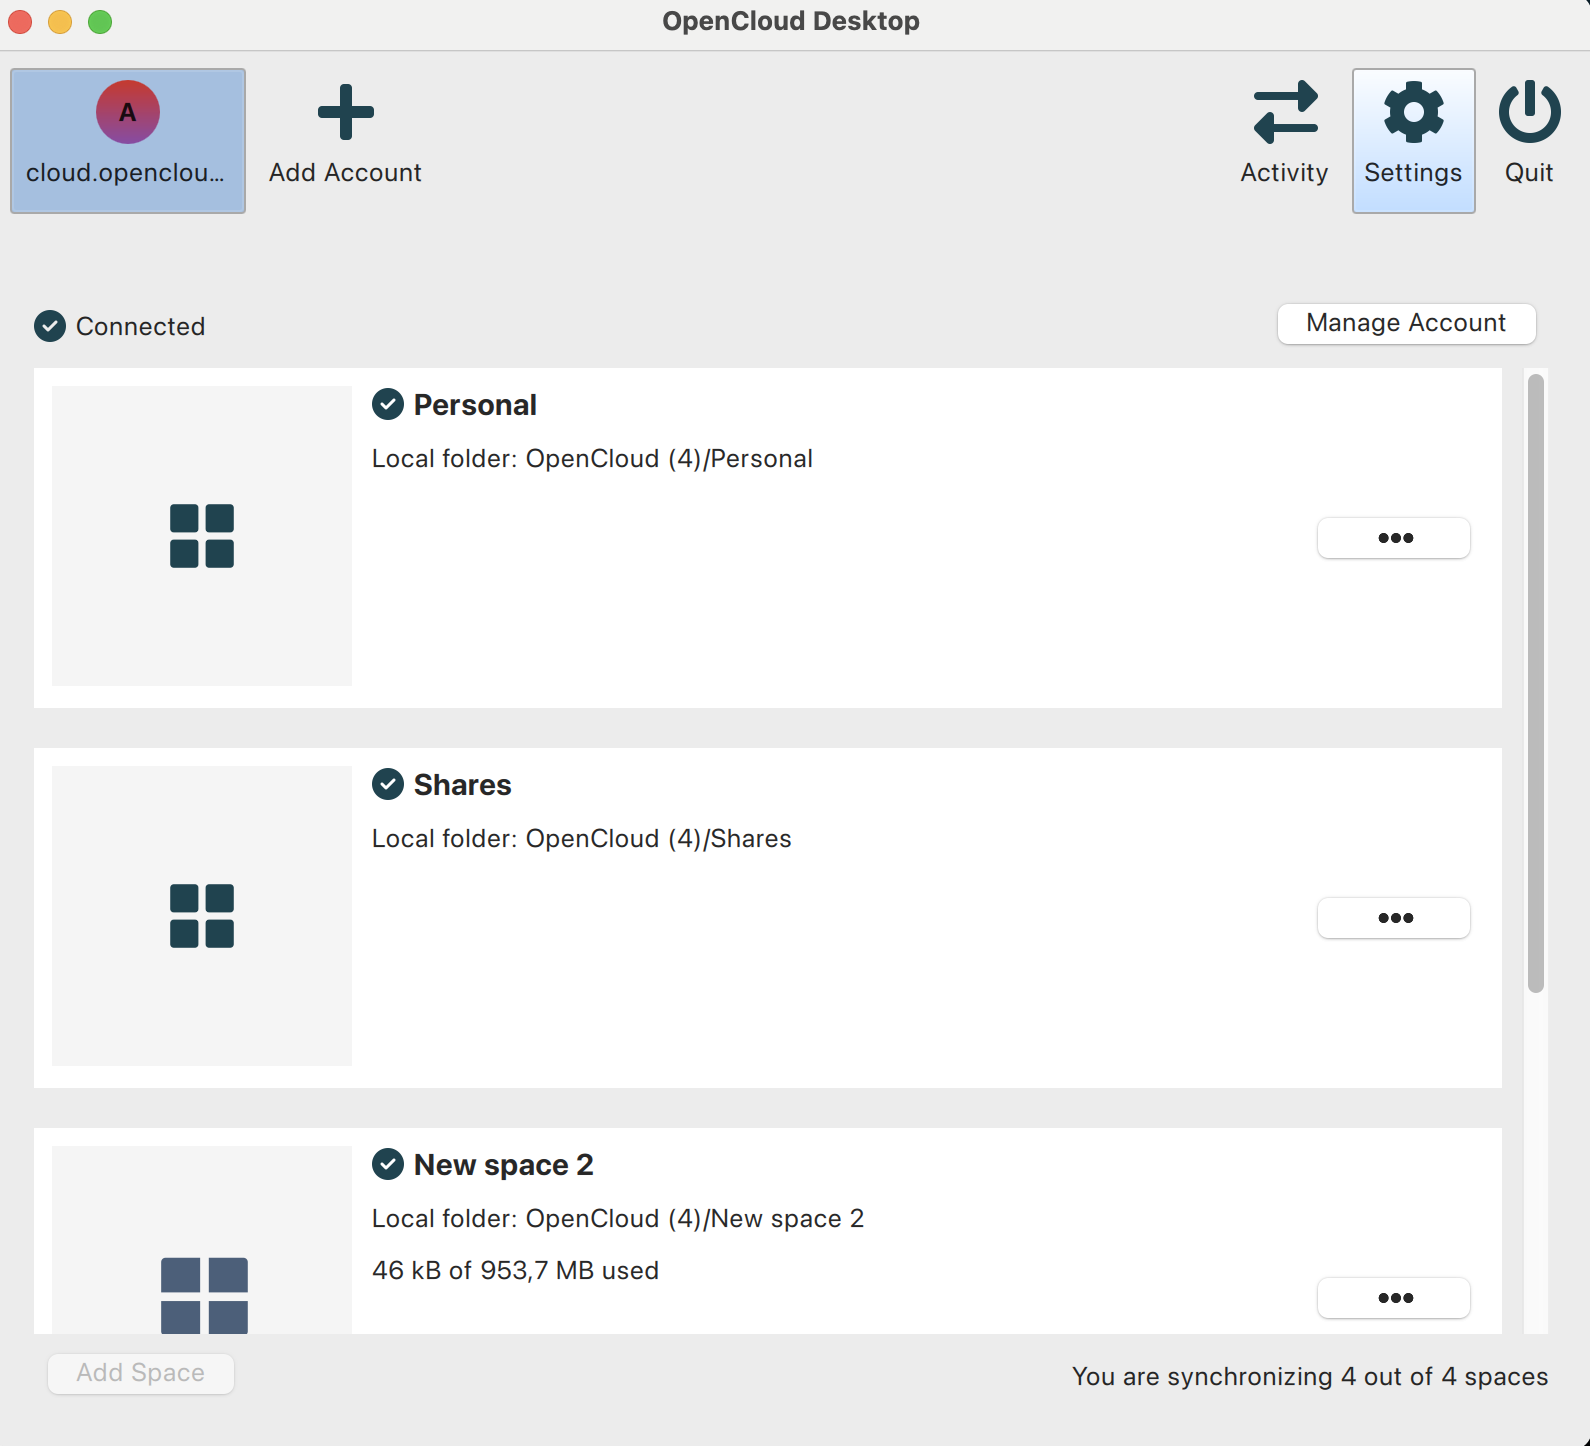 OpenCloud Desktop
A
cloud.openclou...
Add Account
Activity
Settings
Quit
Connected
Manage Account
Personal
Local folder: OpenCloud (4)/Personal
Shares
Local folder: OpenCloud (4)/Shares
New space 2
Local folder: OpenCloud (4)/New space 2
46 kB of 953,7 MB used
Add Space
You are synchronizing 4 out of 4 spaces